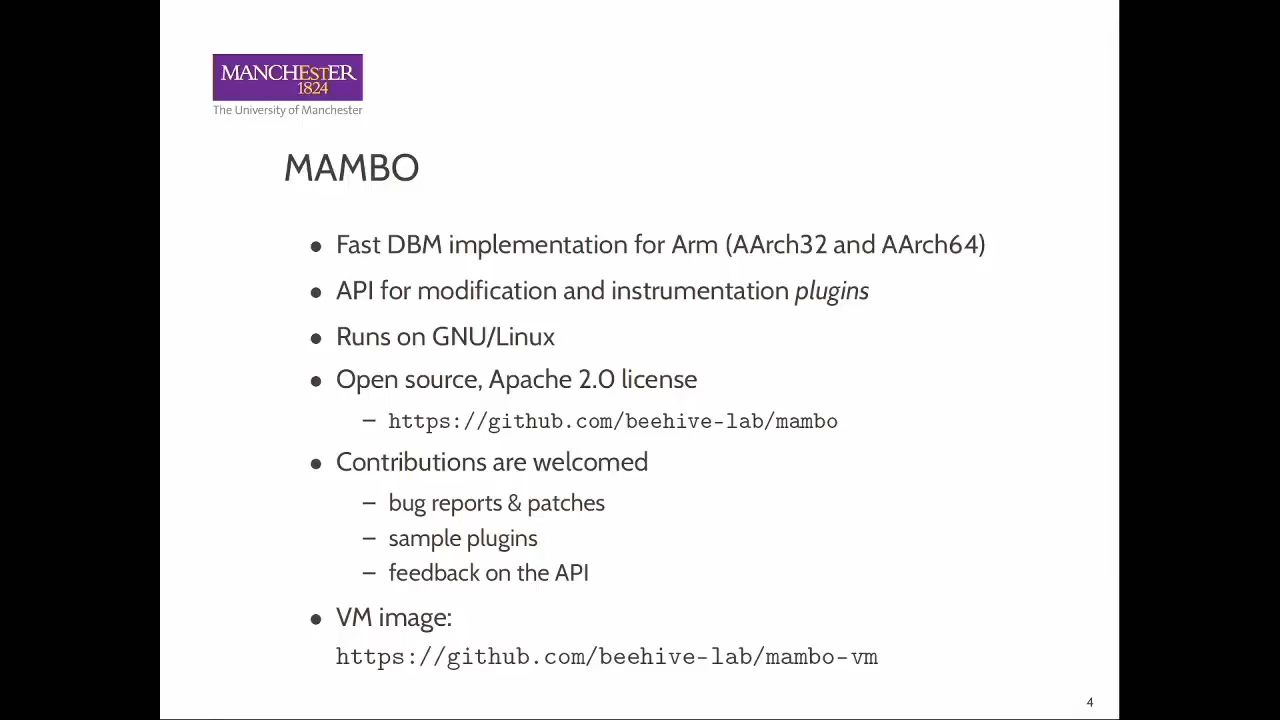 MANCHESTER
1824
The University of Manchester
MAMBO
• Fast DBM implementation for Arm (AArch32 and AArch64)
• API for modification and instrumentation plugins
• Runs on GNU/Linux
• Open source, Apache 2.0 license
– https://github.com/beehive-lab/mambo
• Contributions are welcomed
– bug reports & patches
– sample plugins
– feedback on the API
• VM image:
https://github.com/beehive-lab/mambo-vm
4